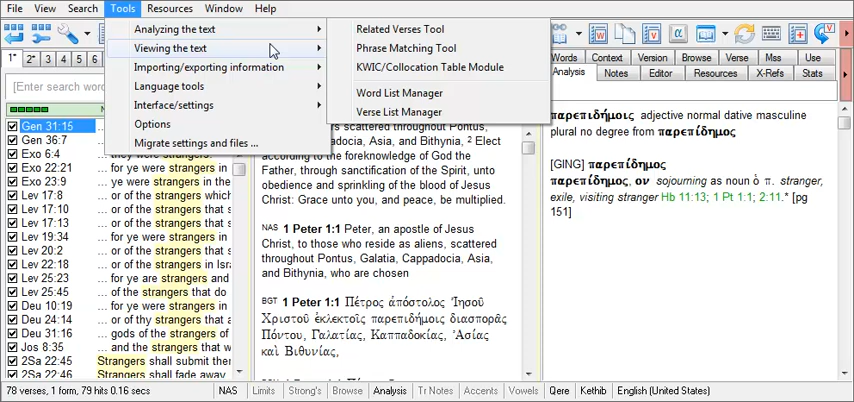 File View Search Tools Resources Window Help
Analyzing the text
Viewing the text
Importing/exporting information
Language tools
Interface/settings
Options
Migrate settings and files ...
Related Verses Tool
Phrase Matching Tool
KWIC/Collocation Table Module
Word List Manager
Verse List Manager
1* 2* 3 4 5 6
[Enter search
Words Context Version Browse Verse Mss Use
Analysis Notes Editor Resources X-Refs Stats
Gen 31:15
Gen 36:7
Exo 6:4 they were strangers.
Exo 22:21 ... for ye were strangers in
Exo 23:9 ... ye were strangers in the
Lev 17:8 ... or of the strangers which
Lev 17:10 ... or of the strangers that s
Lev 17:13 ... or of the strangers that s
Lev 19:34 ... for ye were strangers in
Lev 20:2 ... or of the strangers that s
Lev 22:18 ... or of the strangers in Isra
Lev 25:23 ... for ye are strangers and
Lev 25:45 ... of the strangers that do
Deu 10:19 ... for ye were strangers in
Deu 24:14 ... or of thy strangers that a
Deu 31:16 ... gods of the strangers of
Jos 8:35 ... and the strangers that w
2Sa 22:45 Strangers shall submit them
2Sa 22:46 Strangers shall fade away
ers scattered throughout Pontus,
padocia, Asia, and Bithynia, ² Elect
according to the foreknowledge of God the
Father, through sanctification of the Spirit, unto
obedience and sprinkling of the blood of Jesus
Christ: Grace unto you, and peace, be multiplied.
NAS 1 Peter 1:1 Peter, an apostle of Jesus
Christ, to those who reside as aliens, scattered
throughout Pontus, Galatia, Cappadocia, Asia,
and Bithynia, who are chosen
BGT 1 Peter 1:1 Πέτρος ἀπόστολος Ἰησοῦ
Χριστοῦ ἐκλεκτοῖς παρεπιδήμοις διασπορᾶς
Πόντου, Γαλατίας, Καππαδοκίας, Ἀσίας
καὶ Βιθυνίας,
παρεπιδήμοις adjective normal dative masculine
plural no degree from παρεπίδημος
[GING] παρεπίδημος
παρεπίδημος, ον sojourning as noun ὁ π. stranger,
exile, visiting stranger Hb 11:13; 1 Pt 1:1; 2:11.* [pg
151]
78 verses, 1 form, 79 hits 0.16 secs NAS Limits Strong's Browse Analysis Tr Notes Accents Vowels Qere Kethib English (United States)